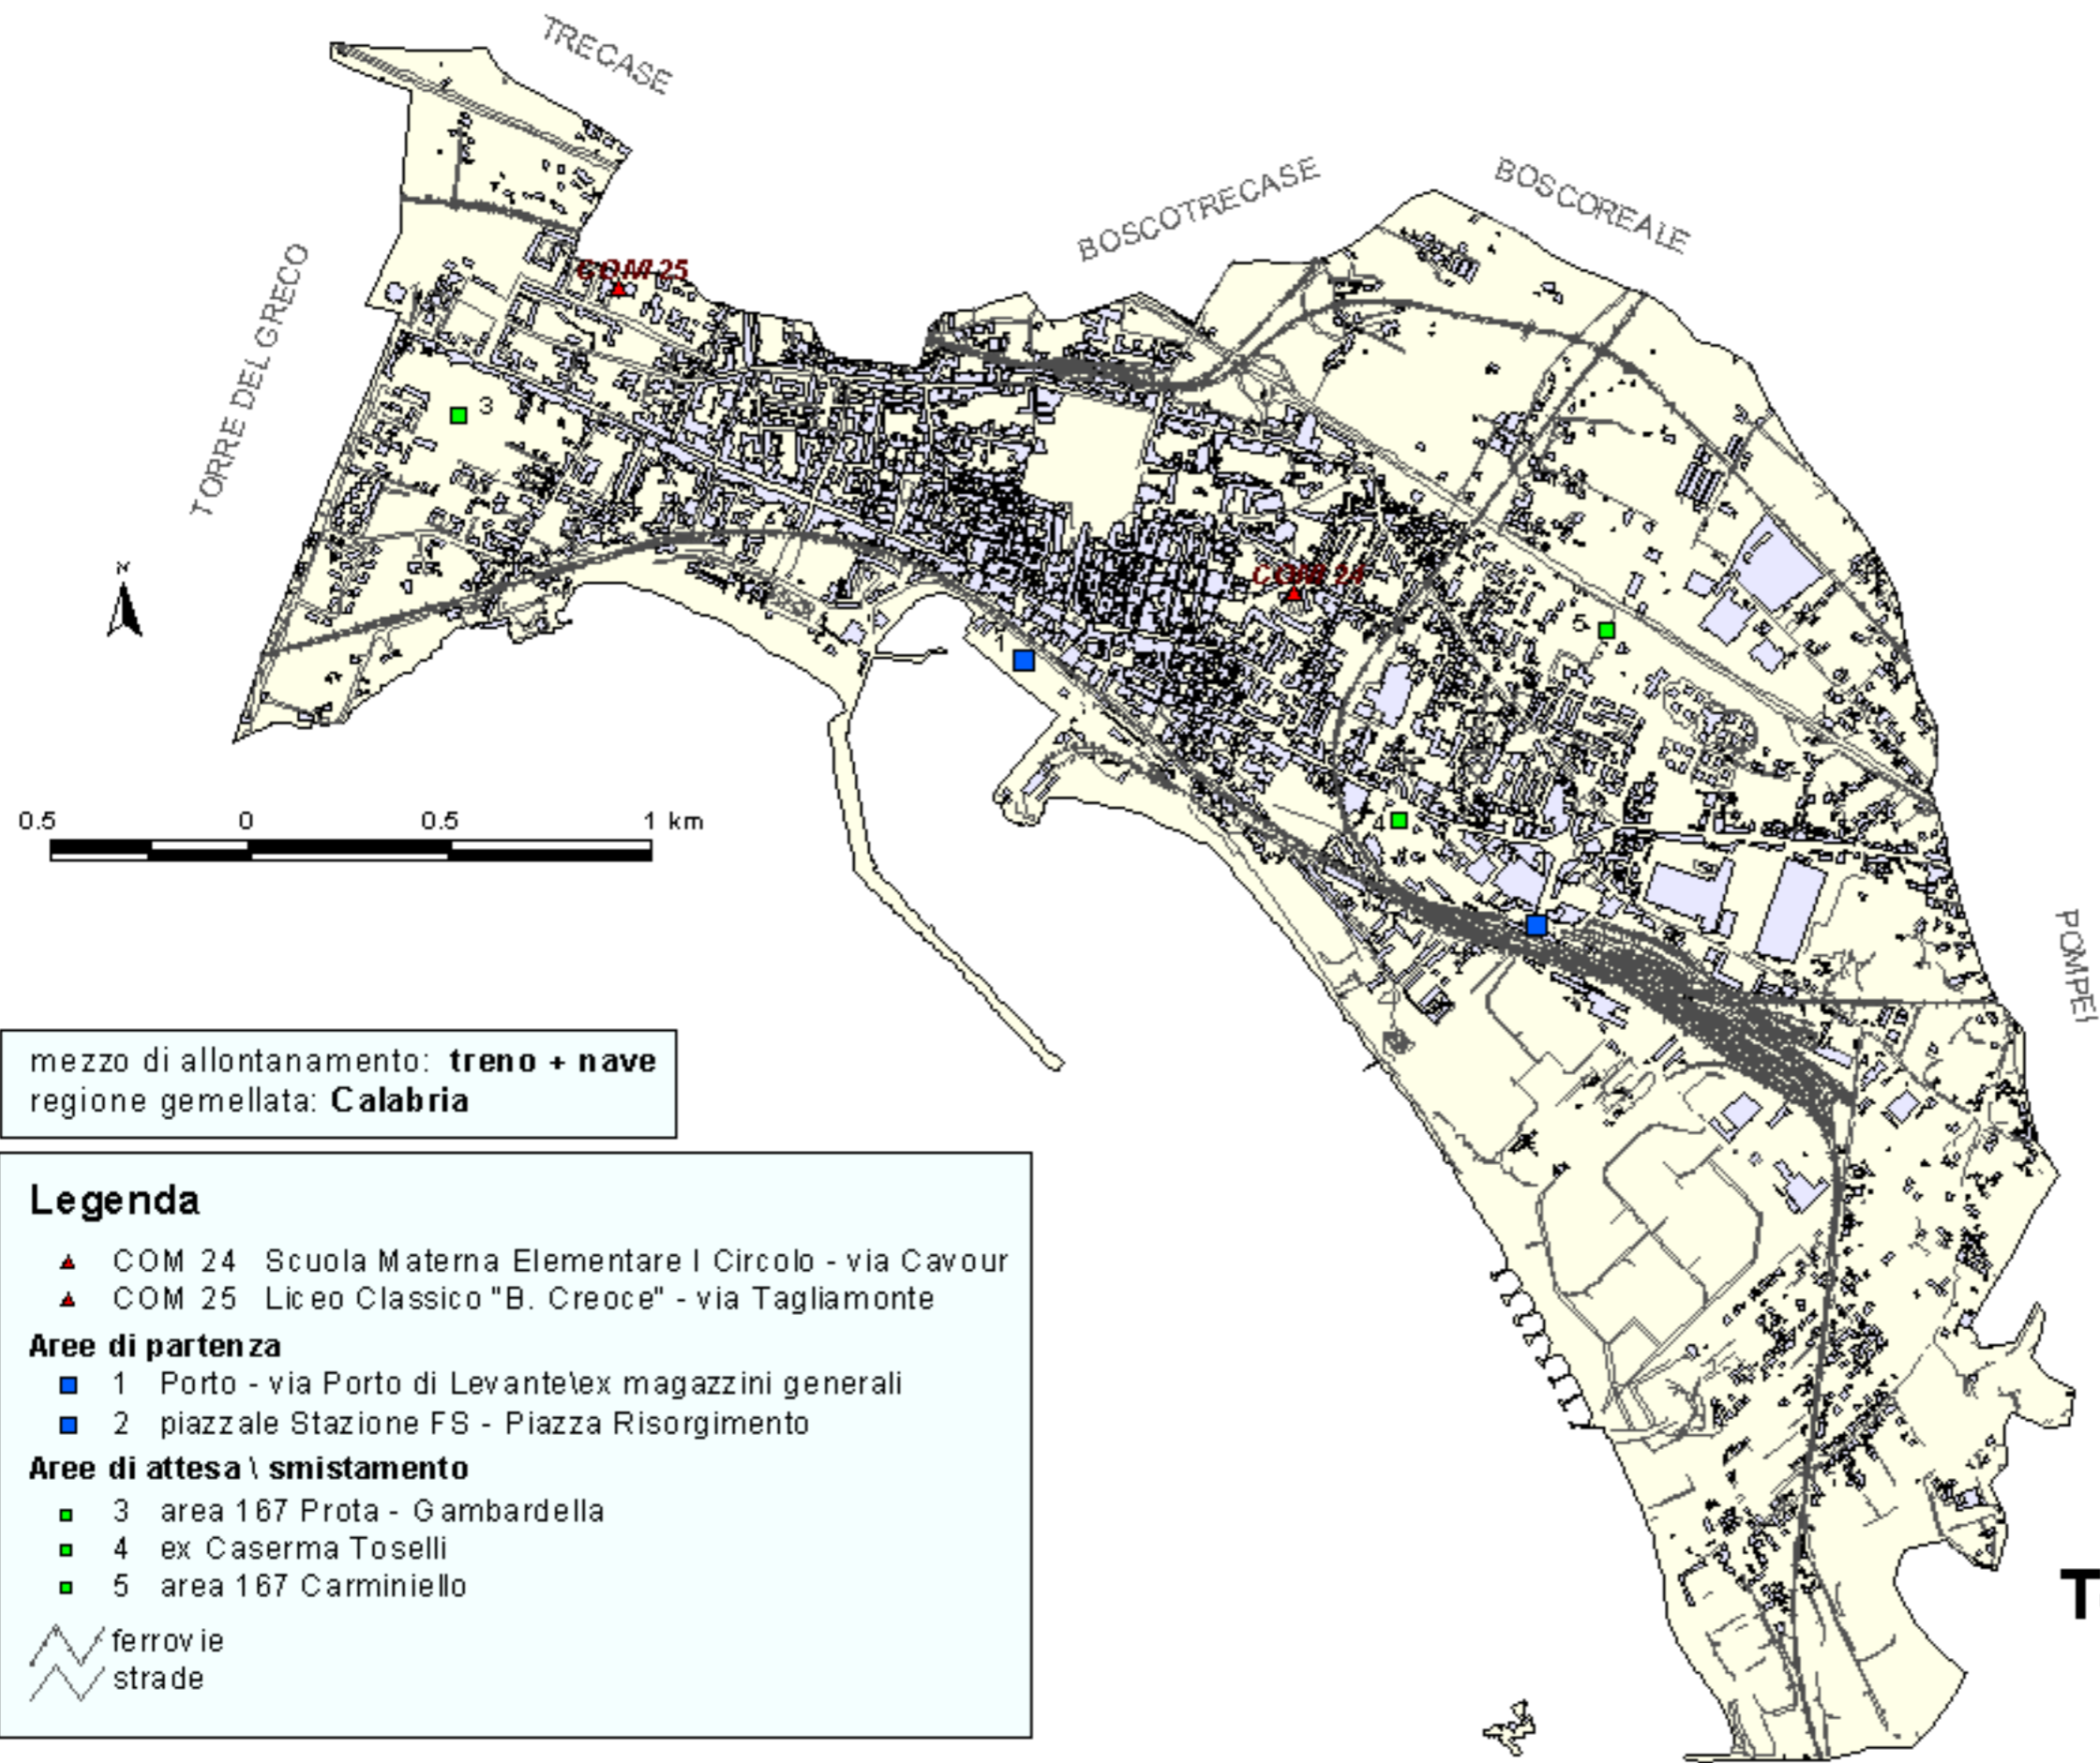 TRECASE
BOSCOTRECASE
BOSCOREALE
TORRE DEL GRECO
COM 25
3
COM 24
5
N
1
4
0.5 0 0.5 1 km
POMPEI
mezzo di allontanamento: treno + nave
regione gemellata: Calabria
Legenda
COM 24 Scuola Materna Elementare I Circolo - via Cavour
COM 25 Liceo Classico "B. Creoce" - via Tagliamonte
Aree di partenza
1 Porto - via Porto di Levante\ex magazzini generali
2 piazzale Stazione FS - Piazza Risorgimento
Aree di attesa \ smistamento
3 area 167 Prota - Gambardella
4 ex Caserma Toselli
5 area 167 Carminiello
ferrovie
strade
T